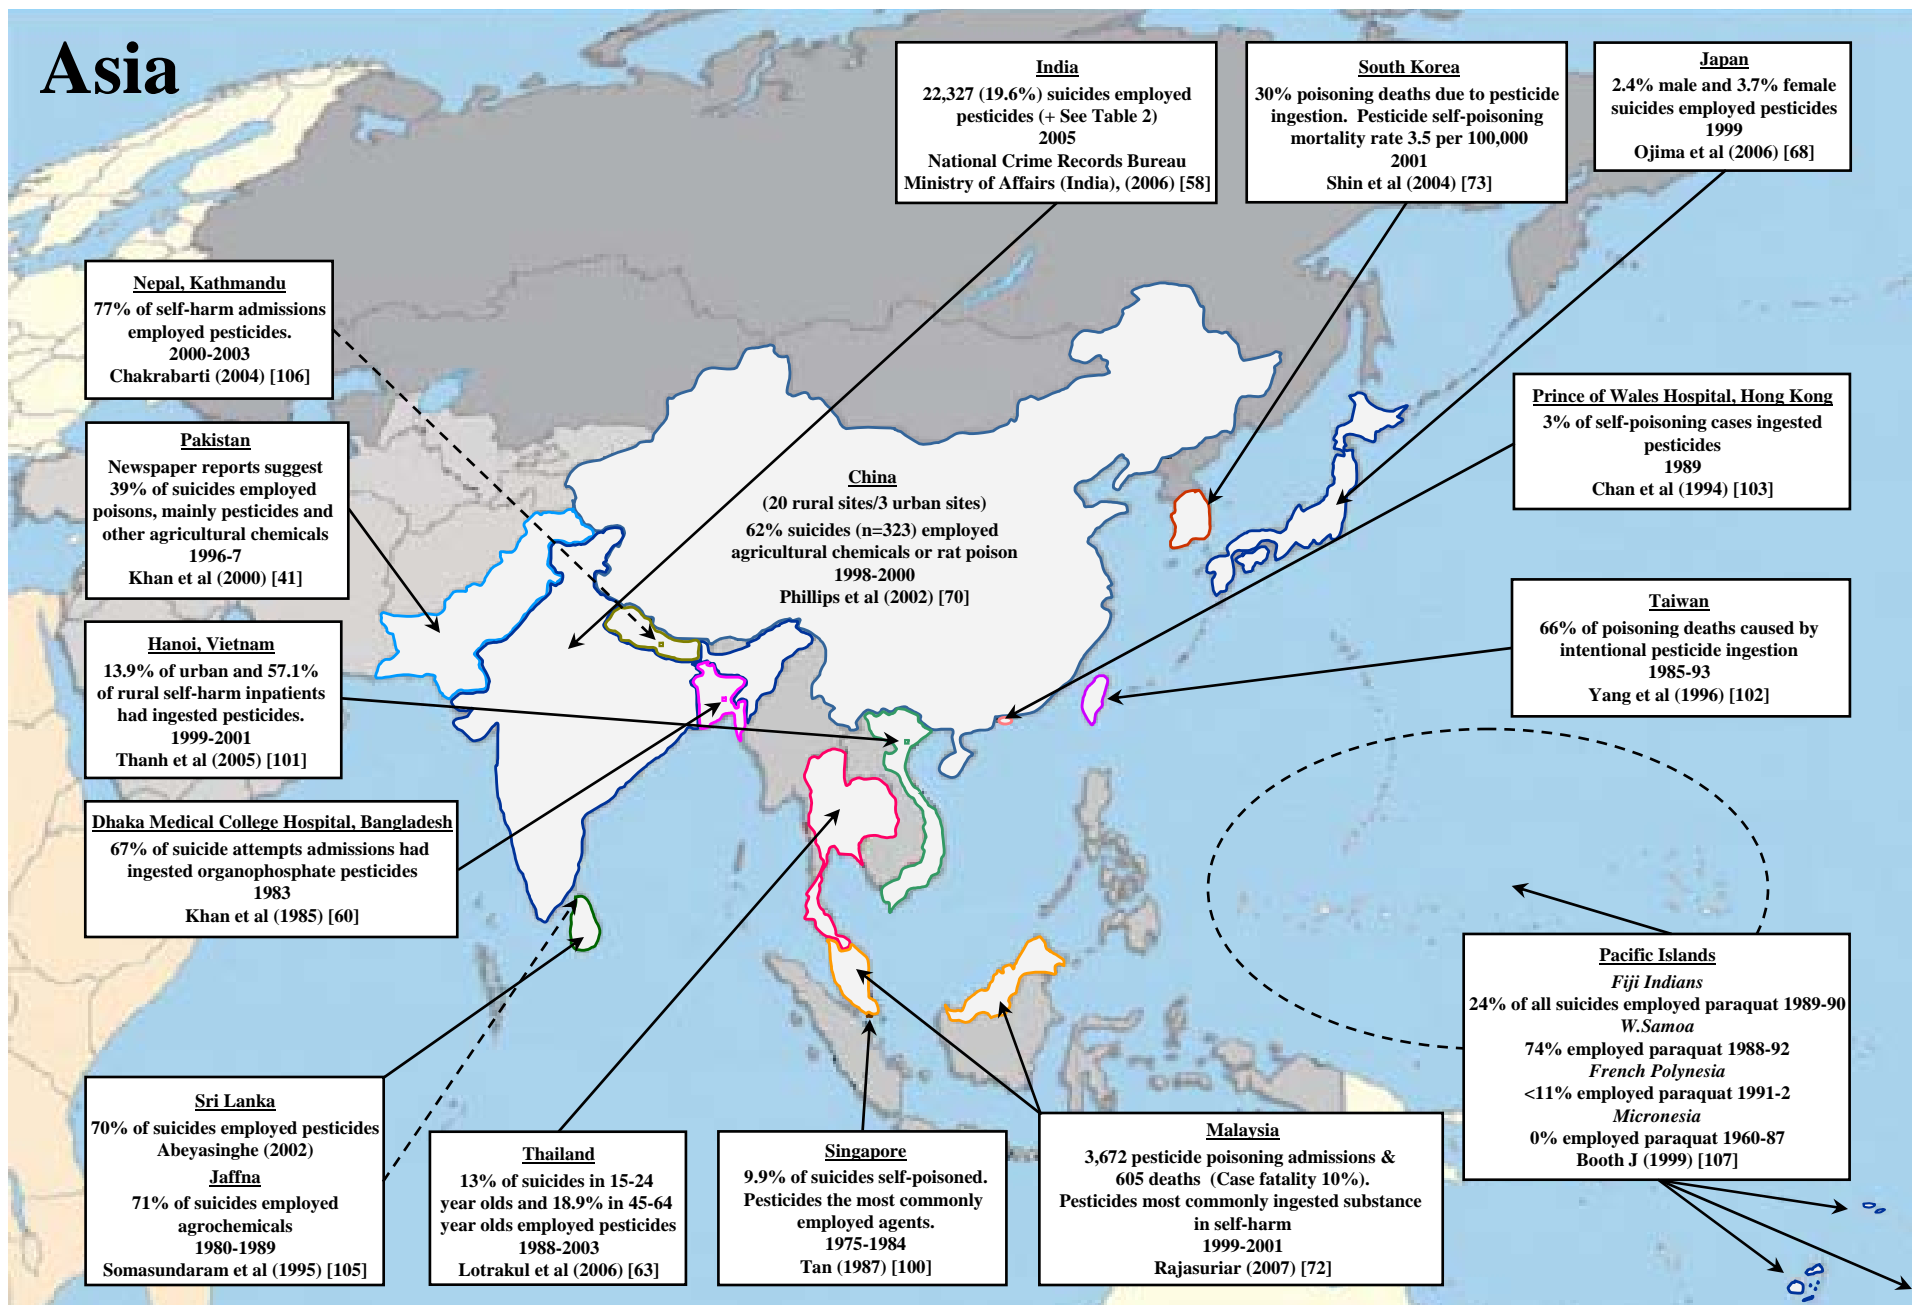 Asia
India
22,327 (19.6%) suicides employed
pesticides (+ See Table 2)
2005
National Crime Records Bureau
Ministry of Affairs (India), (2006) [58]
South Korea
30% poisoning deaths due to pesticide
ingestion. Pesticide self-poisoning
mortality rate 3.5 per 100,000
2001
Shin et al (2004) [73]
Japan
2.4% male and 3.7% female
suicides employed pesticides
1999
Ojima et al (2006) [68]
Nepal, Kathmandu
77% of self-harm admissions
employed pesticides.
2000-2003
Chakrabarti (2004) [106]
Prince of Wales Hospital, Hong Kong
3% of self-poisoning cases ingested
pesticides
1989
Chan et al (1994) [103]
Pakistan
Newspaper reports suggest
39% of suicides employed
poisons, mainly pesticides and
other agricultural chemicals
1996-7
Khan et al (2000) [41]
China
(20 rural sites/3 urban sites)
62% suicides (n=323) employed
agricultural chemicals or rat poison
1998-2000
Phillips et al (2002) [70]
Taiwan
66% of poisoning deaths caused by
intentional pesticide ingestion
1985-93
Yang et al (1996) [102]
Hanoi, Vietnam
13.9% of urban and 57.1%
of rural self-harm inpatients
had ingested pesticides.
1999-2001
Thanh et al (2005) [101]
Dhaka Medical College Hospital, Bangladesh
67% of suicide attempts admissions had
ingested organophosphate pesticides
1983
Khan et al (1985) [60]
Pacific Islands
Fiji Indians
24% of all suicides employed paraquat 1989-90
W.Samoa
74% employed paraquat 1988-92
French Polynesia
<11% employed paraquat 1991-2
Micronesia
0% employed paraquat 1960-87
Booth J (1999) [107]
Sri Lanka
70% of suicides employed pesticides
Abeyasinghe (2002)
Jaffna
71% of suicides employed
agrochemicals
1980-1989
Somasundaram et al (1995) [105]
Thailand
13% of suicides in 15-24
year olds and 18.9% in 45-64
year olds employed pesticides
1988-2003
Lotrakul et al (2006) [63]
Singapore
9.9% of suicides self-poisoned.
Pesticides the most commonly
employed agents.
1975-1984
Tan (1987) [100]
Malaysia
3,672 pesticide poisoning admissions &
605 deaths (Case fatality 10%).
Pesticides most commonly ingested substance
in self-harm
1999-2001
Rajasuriar (2007) [72]